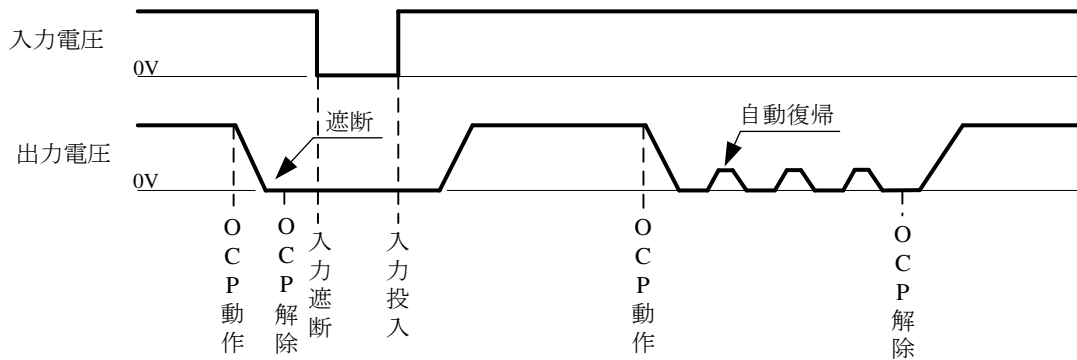 入力電圧
0V
遮断
自動復帰
出力電圧
0V
OCP動作
OCP解除
入力遮断
入力投入
OCP動作
OCP解除